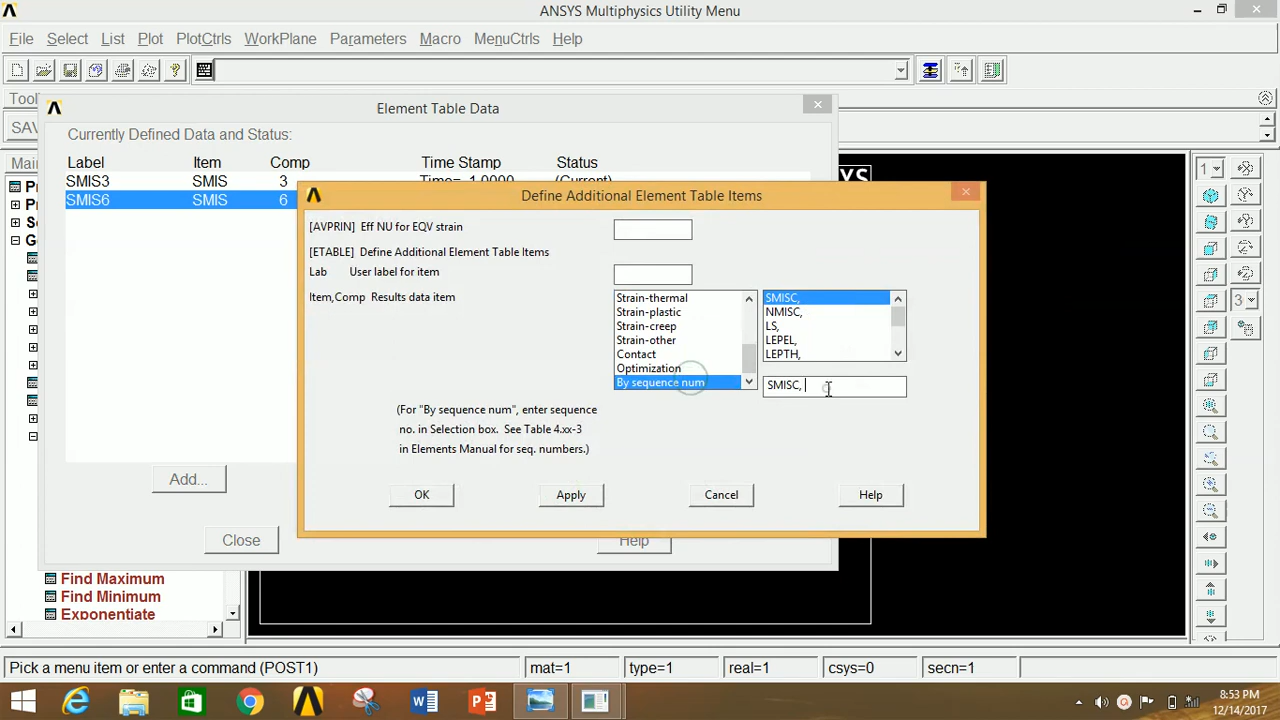 ANSYS Multiphysics Utility Menu
File Select List Plot PlotCtrls WorkPlane Parameters Macro MenuCtrls Help
Element Table Data
Currently Defined Data and Status:
Label Item Comp Time Stamp Status
SMIS3 SMIS 3 Time= 1.0000 (Current)
SMIS6 SMIS 6
Define Additional Element Table Items
[AVPRIN] Eff NU for EQV strain
[ETABLE] Define Additional Element Table Items
Lab User label for item
Item,Comp Results data item
Strain-thermal
Strain-plastic
Strain-creep
Strain-other
Contact
Optimization
By sequence num
SMISC,
NMISC,
LS,
LEPEL,
LEPTH,
SMISC,
(For "By sequence num", enter sequence
no. in Selection box. See Table 4.xx-3
in Elements Manual for seq. numbers.)
OK Apply Cancel Help
Add...
Close Help
1
3
Find Maximum
Find Minimum
Exponentiate
Pick a menu item or enter a command (POST1) mat=1 type=1 real=1 csys=0 secn=1
8:53 PM
12/14/2017